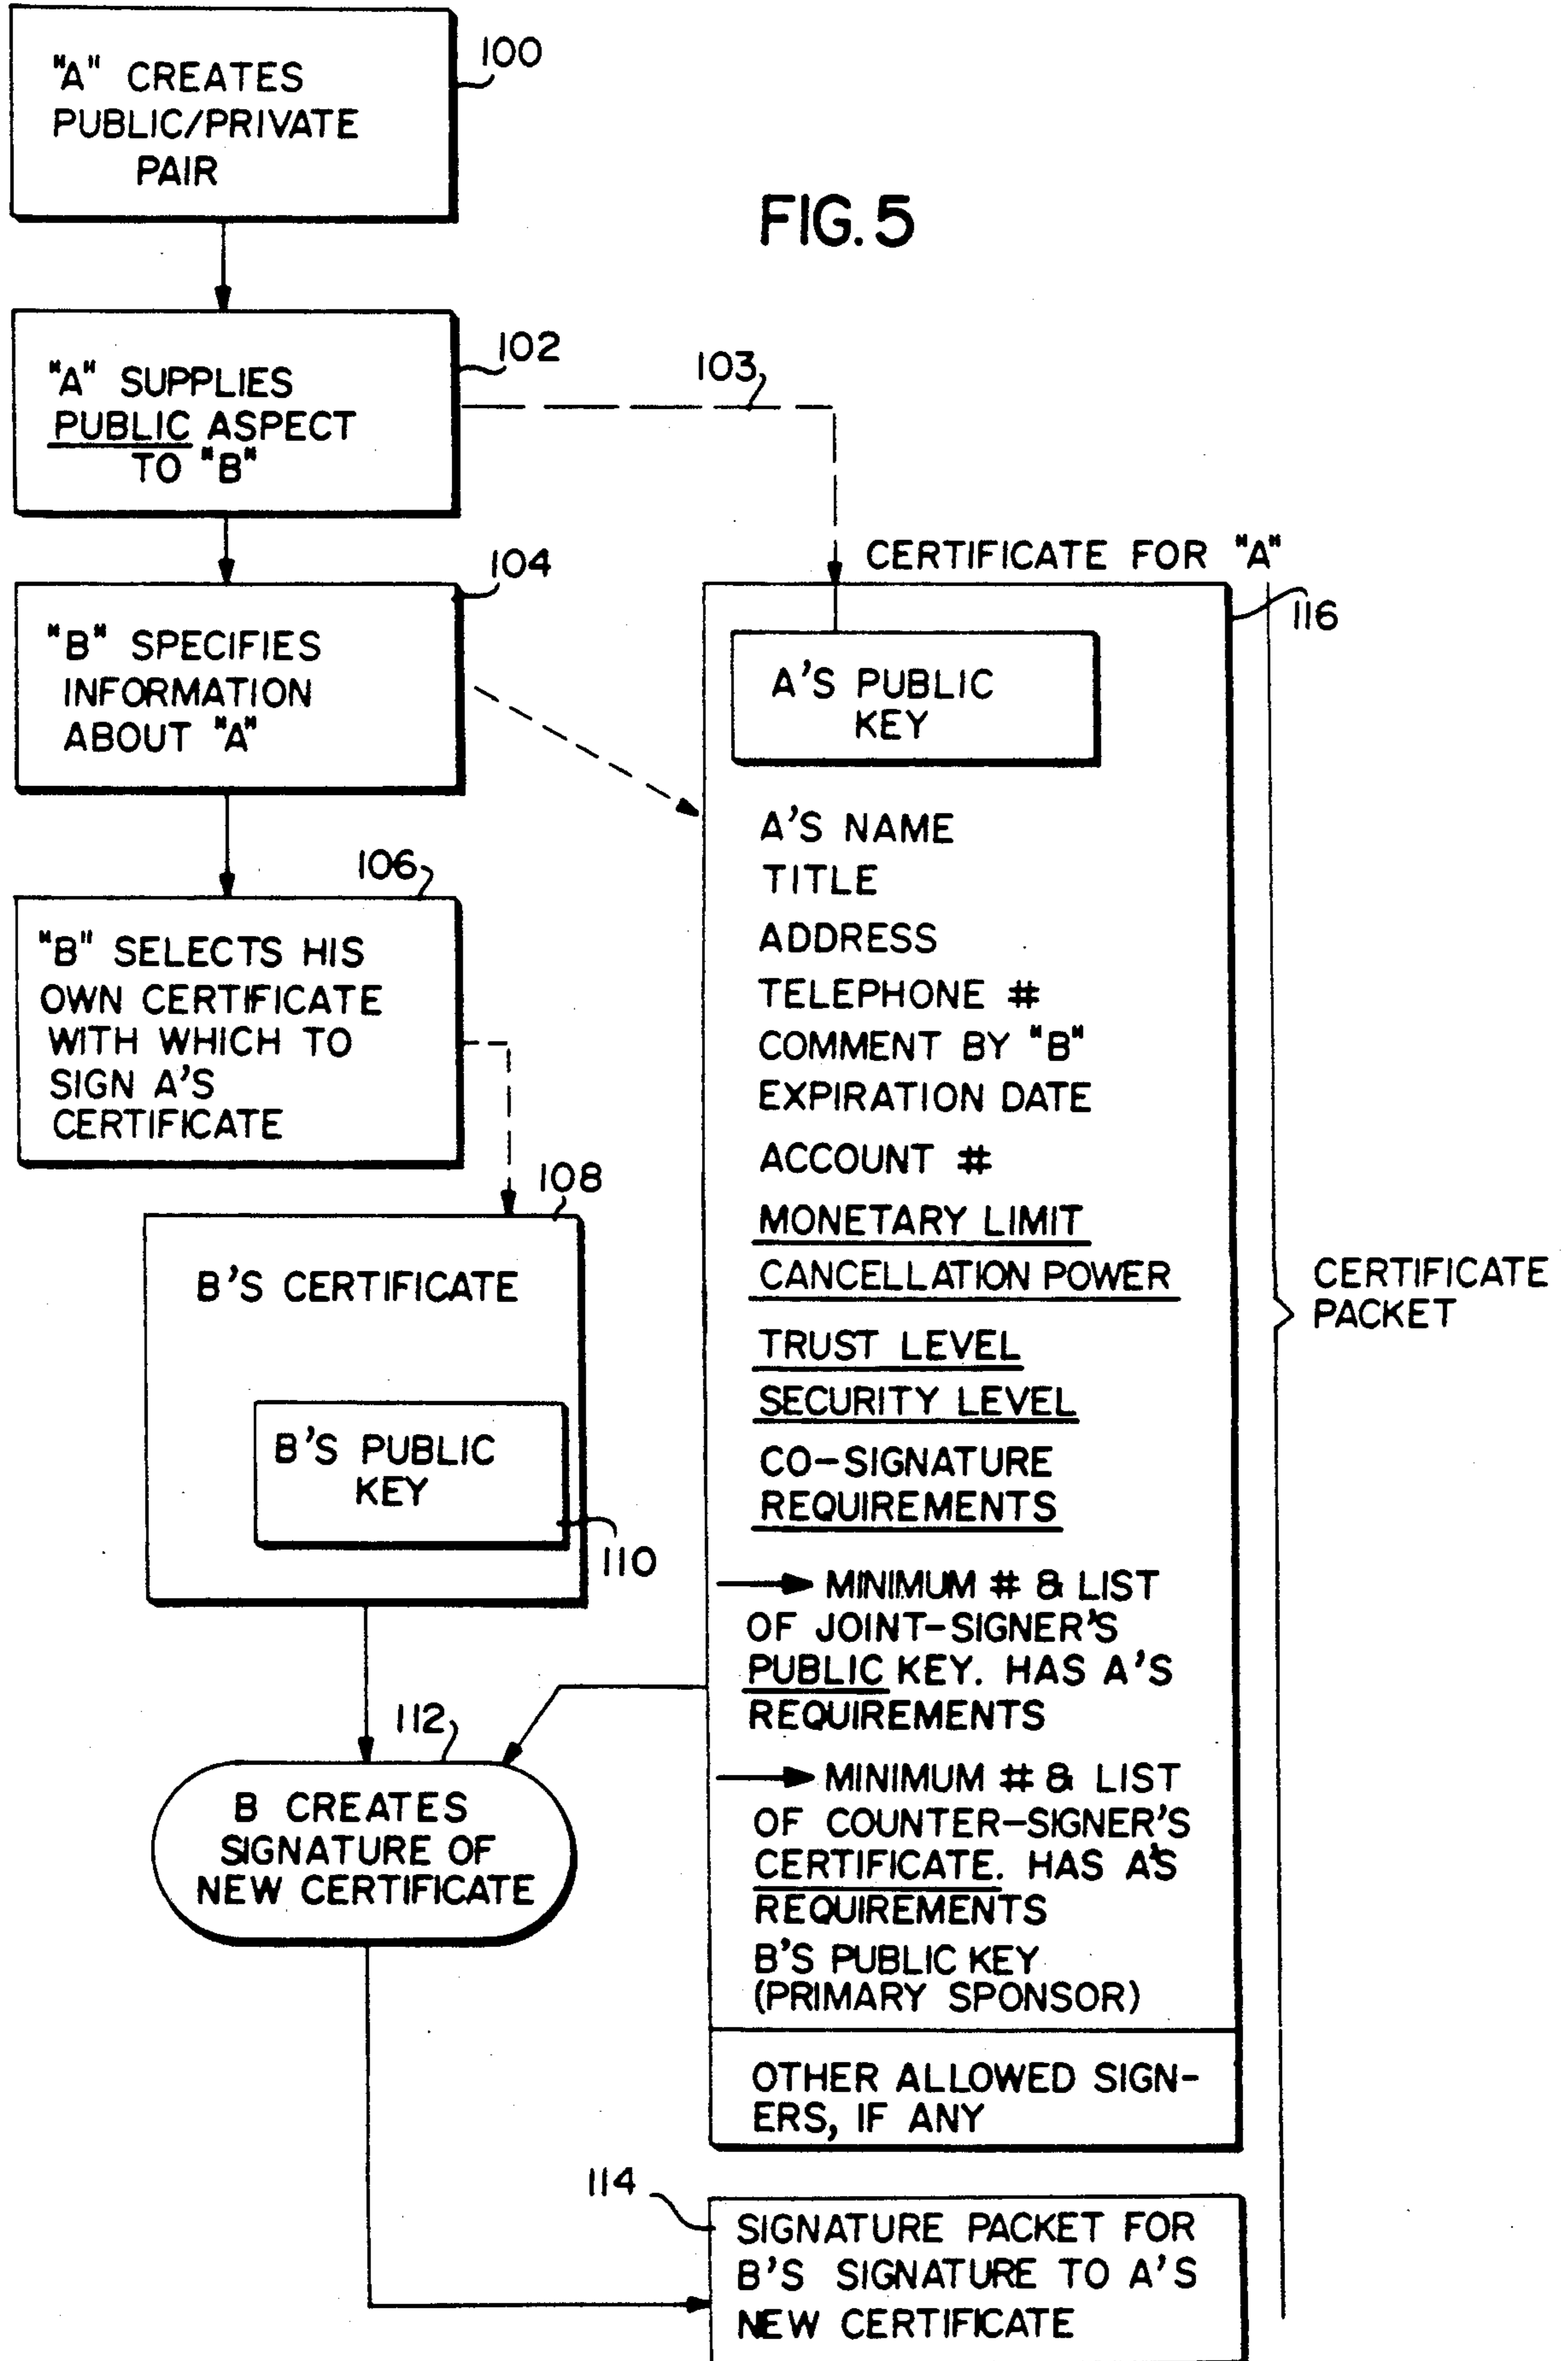 "A" CREATES
PUBLIC/PRIVATE
PAIR
100
FIG. 5
"A" SUPPLIES
PUBLIC ASPECT
TO "B"
102
103
"B" SPECIFIES
INFORMATION
ABOUT "A"
104
"B" SELECTS HIS
OWN CERTIFICATE
WITH WHICH TO
SIGN A'S
CERTIFICATE
106
B'S CERTIFICATE
108
B'S PUBLIC
KEY
110
B CREATES
SIGNATURE OF
NEW CERTIFICATE
112
CERTIFICATE FOR "A"
116
A'S PUBLIC
KEY
A'S NAME
TITLE
ADDRESS
TELEPHONE #
COMMENT BY "B"
EXPIRATION DATE
ACCOUNT #
MONETARY LIMIT
CANCELLATION POWER
TRUST LEVEL
SECURITY LEVEL
CO-SIGNATURE
REQUIREMENTS
MINIMUM # & LIST
OF JOINT-SIGNER'S
PUBLIC KEY. HAS A'S
REQUIREMENTS
MINIMUM # & LIST
OF COUNTER-SIGNER'S
CERTIFICATE. HAS A'S
REQUIREMENTS
B'S PUBLIC KEY
(PRIMARY SPONSOR)
OTHER ALLOWED SIGN-
ERS, IF ANY
CERTIFICATE
PACKET
114
SIGNATURE PACKET FOR
B'S SIGNATURE TO A'S
NEW CERTIFICATE